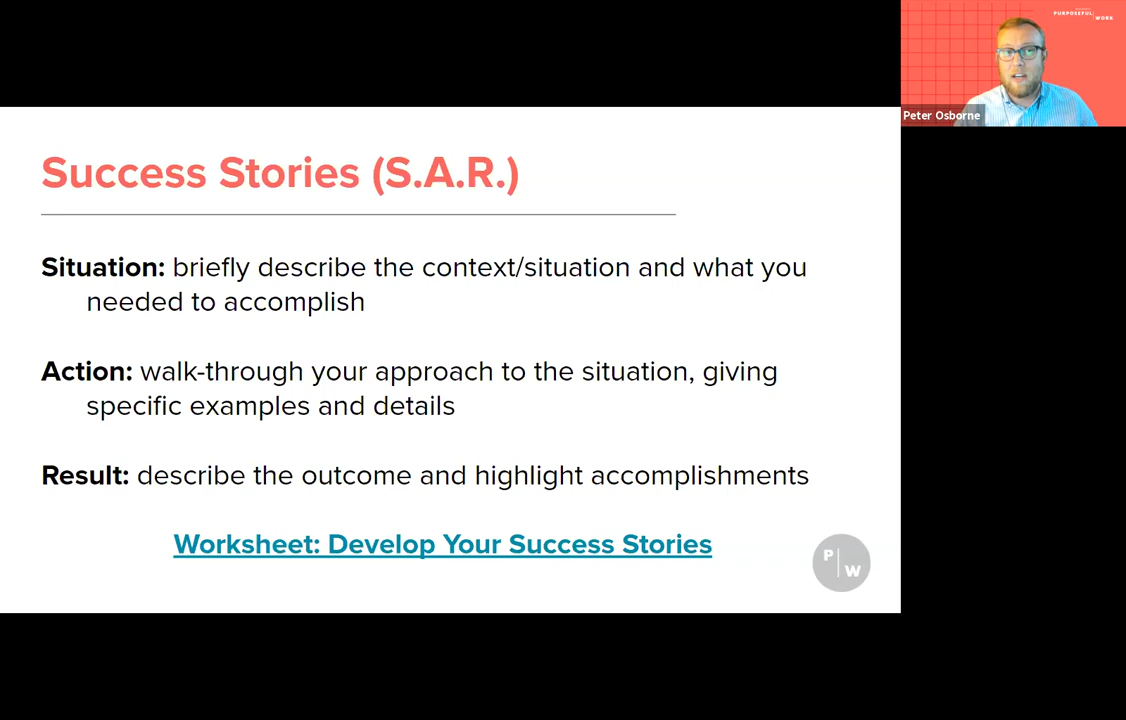 PURPOSEFUL WORK
Peter Osborne
Success Stories (S.A.R.)
Situation: briefly describe the context/situation and what you
needed to accomplish
Action: walk-through your approach to the situation, giving
specific examples and details
Result: describe the outcome and highlight accomplishments
Worksheet: Develop Your Success Stories
P W